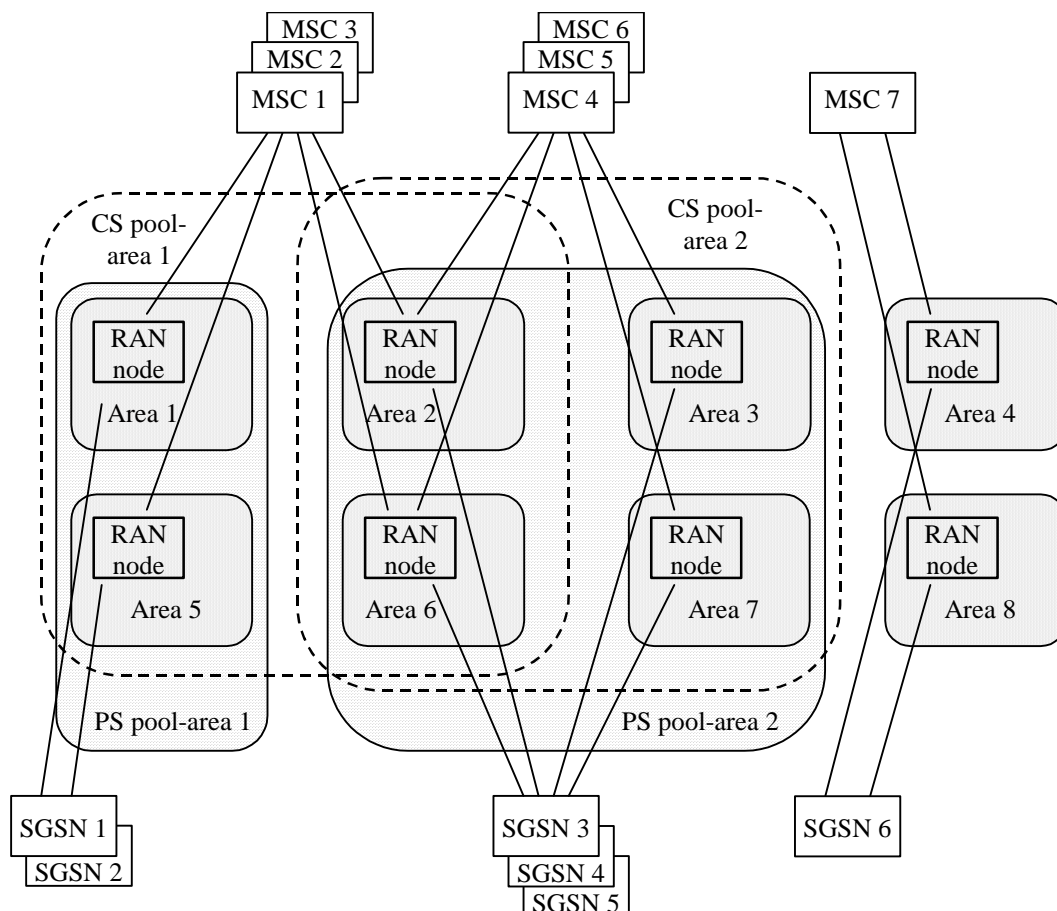 MSC 3
MSC 2
MSC 1
MSC 6
MSC 5
MSC 4
MSC 7
CS pool-
area 1
CS pool-
area 2
RAN
node
Area 1
RAN
node
Area 2
RAN
node
Area 3
RAN
node
Area 4
RAN
node
Area 5
RAN
node
Area 6
RAN
node
Area 7
RAN
node
Area 8
PS pool-area 1
PS pool-area 2
SGSN 1
SGSN 2
SGSN 3
SGSN 4
SGSN 5
SGSN 6